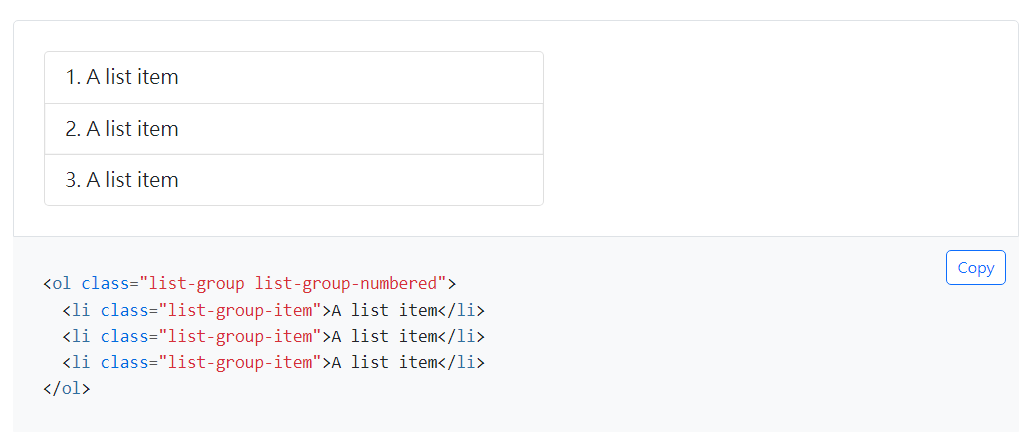 1. A list item
2. A list item
3. A list item
Copy
<ol class="list-group list-group-numbered">
  <li class="list-group-item">A list item</li>
  <li class="list-group-item">A list item</li>
  <li class="list-group-item">A list item</li>
</ol>